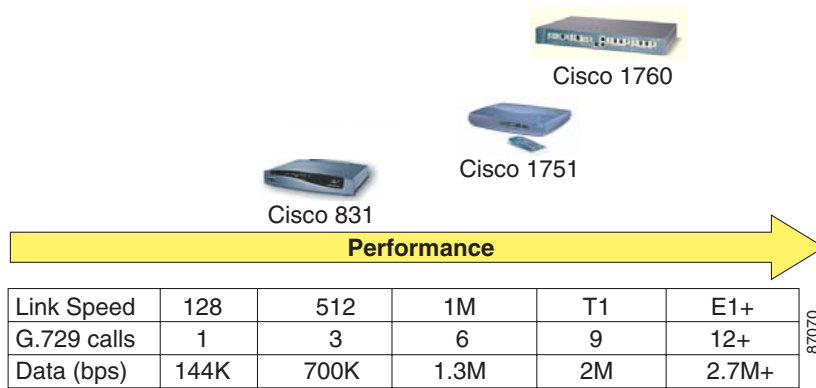 Cisco 1760
Cisco 1751
Cisco 831
Performance
Link Speed 128 512 1M T1 E1+
G.729 calls 1 3 6 9 12+
Data (bps) 144K 700K 1.3M 2M 2.7M+
87070